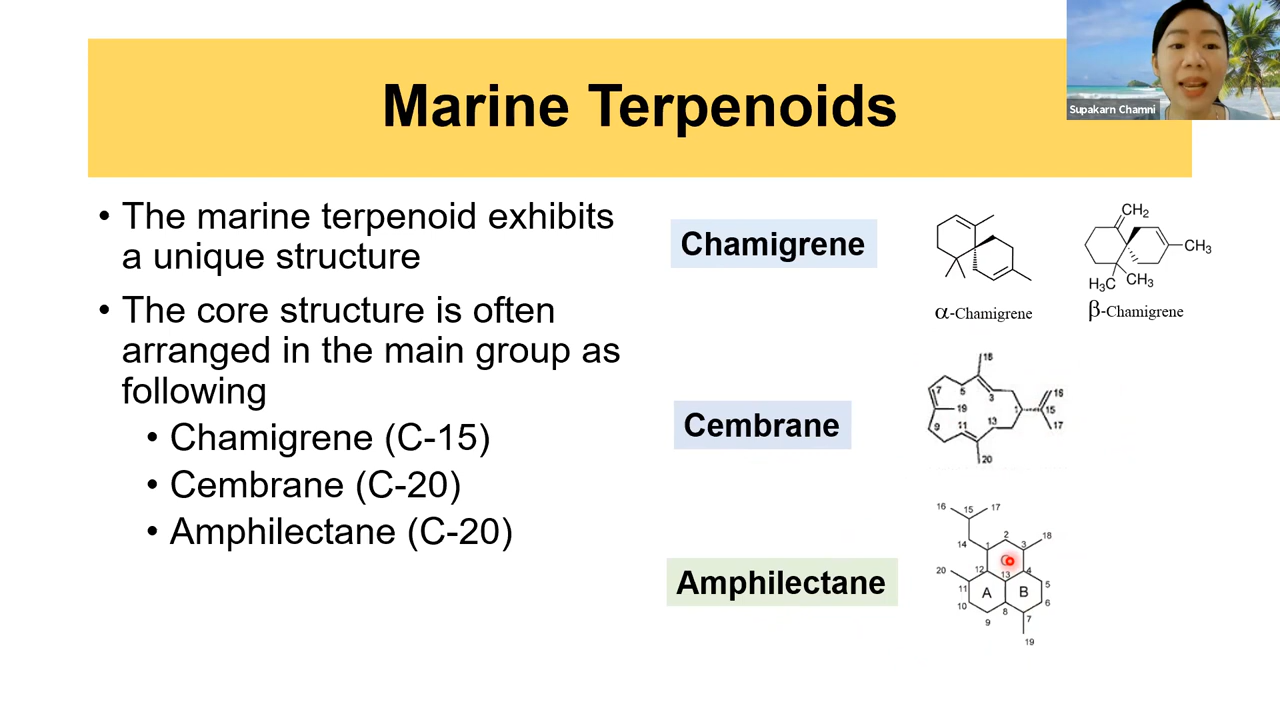 Marine Terpenoids
Supakarn Chamni
• The marine terpenoid exhibits
a unique structure
• The core structure is often
arranged in the main group as
following
• Chamigrene (C-15)
• Cembrane (C-20)
• Amphilectane (C-20)
Chamigrene
CH₂
CH₃
H₃C
CH₃
α-Chamigrene
β-Chamigrene
Cembrane
18
7
5
3
16
19
1
15
9
11
13
17
20
Amphilectane
16
15
17
2
14
1
3
18
20
12
13
4
11
A
B
5
10
8
6
9
7
19